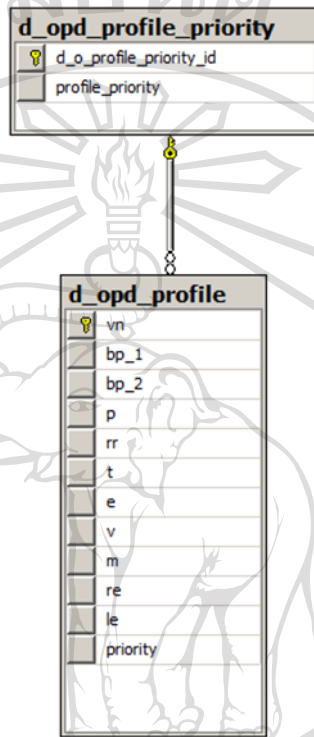 d_opd_profile_priority
d_o_profile_priority_id
profile_priority
d_opd_profile
vn
bp_1
bp_2
p
rr
t
e
v
m
re
le
priority